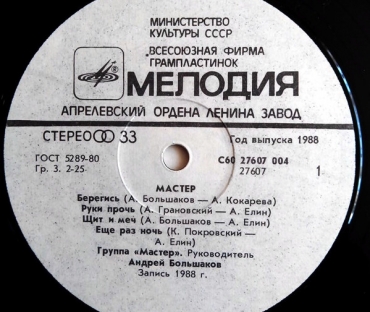 МИНИСТЕРСТВО
КУЛЬТУРЫ СССР
ВСЕСОЮЗНАЯ ФИРМА
ГРАМПЛАСТИНОК
МЕЛОДИЯ
АПРЕЛЕВСКИЙ ОРДЕНА ЛЕНИНА ЗАВОД
СТЕРЕО 33 Год выпуска 1988
ГОСТ 5289-80 С60 27607 004
Гр. 3. 2-25 27607 1
МАСТЕР
Берегись (А. Большаков — А. Кокарева)
Руки прочь (А. Грановский — А. Елин)
Щит и меч (А. Большаков — А. Елин)
Еще раз ночь (К. Покровский —
А. Елин)
Группа «Мастер». Руководитель
Андрей Большаков
Запись 1988 г.